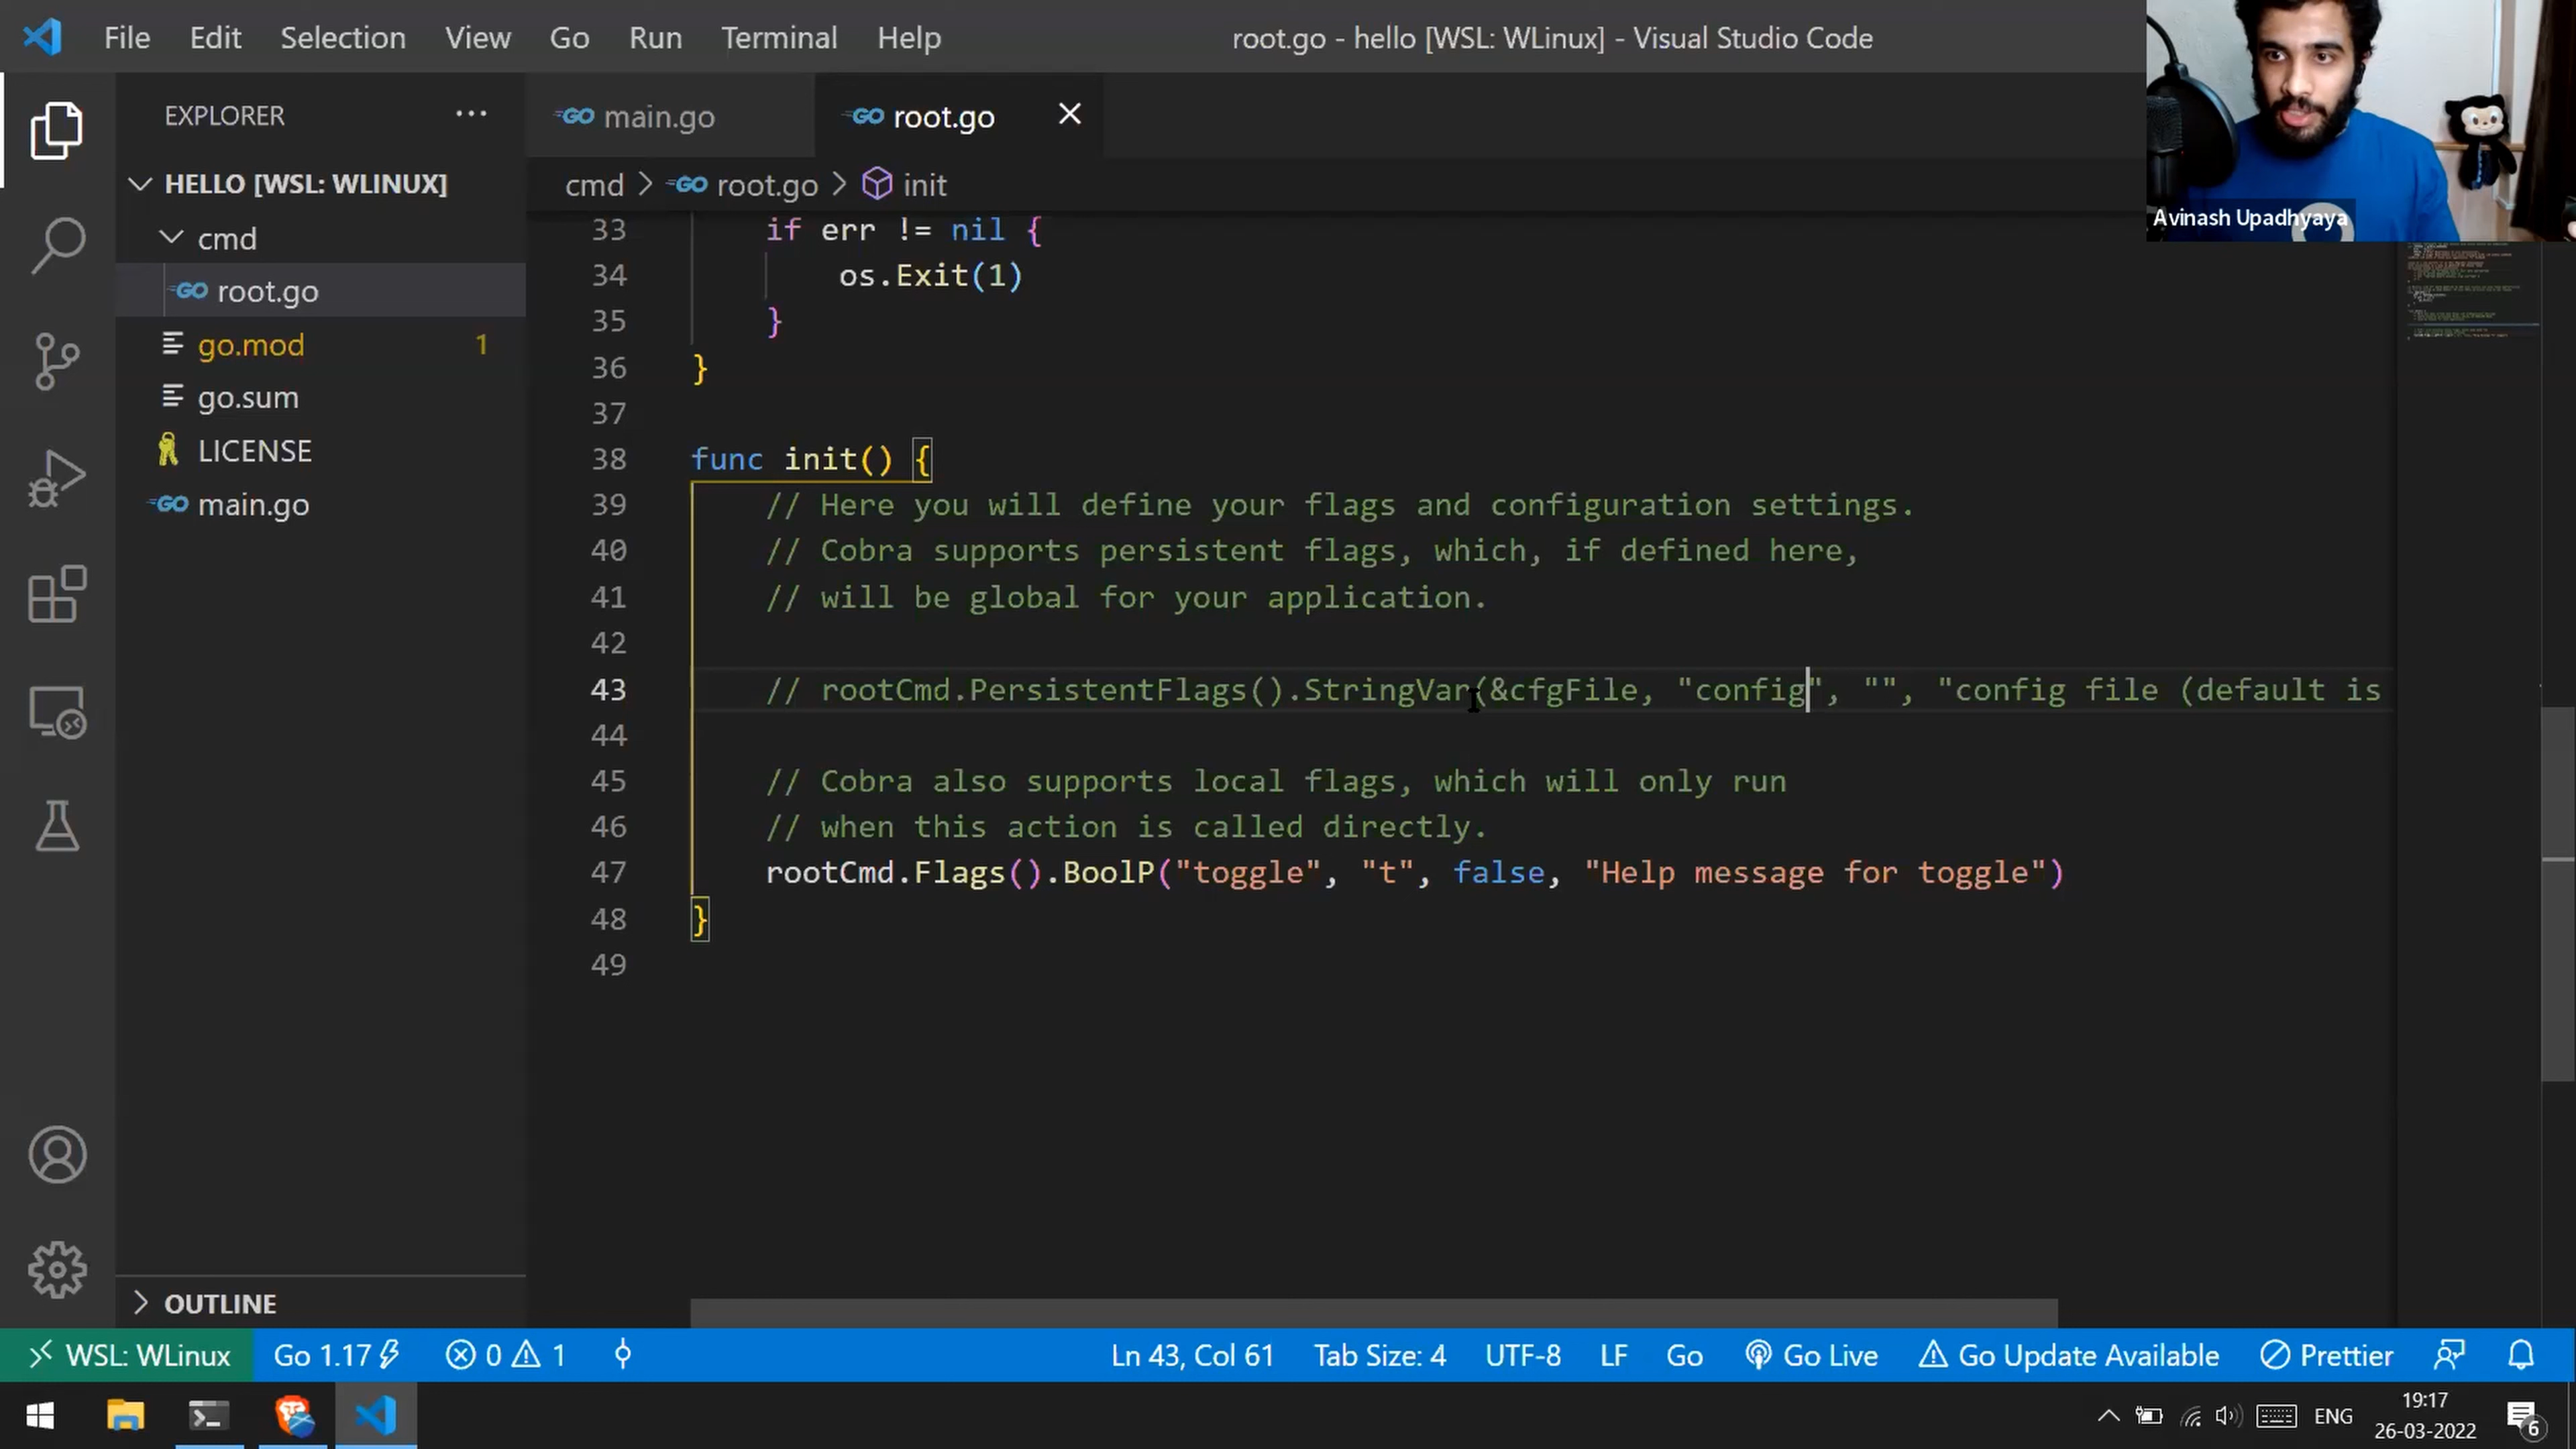 File Edit Selection View Go Run Terminal Help
root.go - hello [WSL: WLinux] - Visual Studio Code
Avinash Upadhyaya
EXPLORER
HELLO [WSL: WLINUX]
cmd
root.go
go.mod 1
go.sum
LICENSE
main.go
OUTLINE
main.go
root.go
cmd > root.go > init
33 if err != nil {
34 os.Exit(1)
35 }
36 }
37
38 func init() {
39 // Here you will define your flags and configuration settings.
40 // Cobra supports persistent flags, which, if defined here,
41 // will be global for your application.
42
43 // rootCmd.PersistentFlags().StringVar(&cfgFile, "config", "", "config file (default is
44
45 // Cobra also supports local flags, which will only run
46 // when this action is called directly.
47 rootCmd.Flags().BoolP("toggle", "t", false, "Help message for toggle")
48 }
49
WSL: WLinux Go 1.17 0 1 Ln 43, Col 61 Tab Size: 4 UTF-8 LF Go Go Live Go Update Available Prettier
ENG
19:17
26-03-2022
6